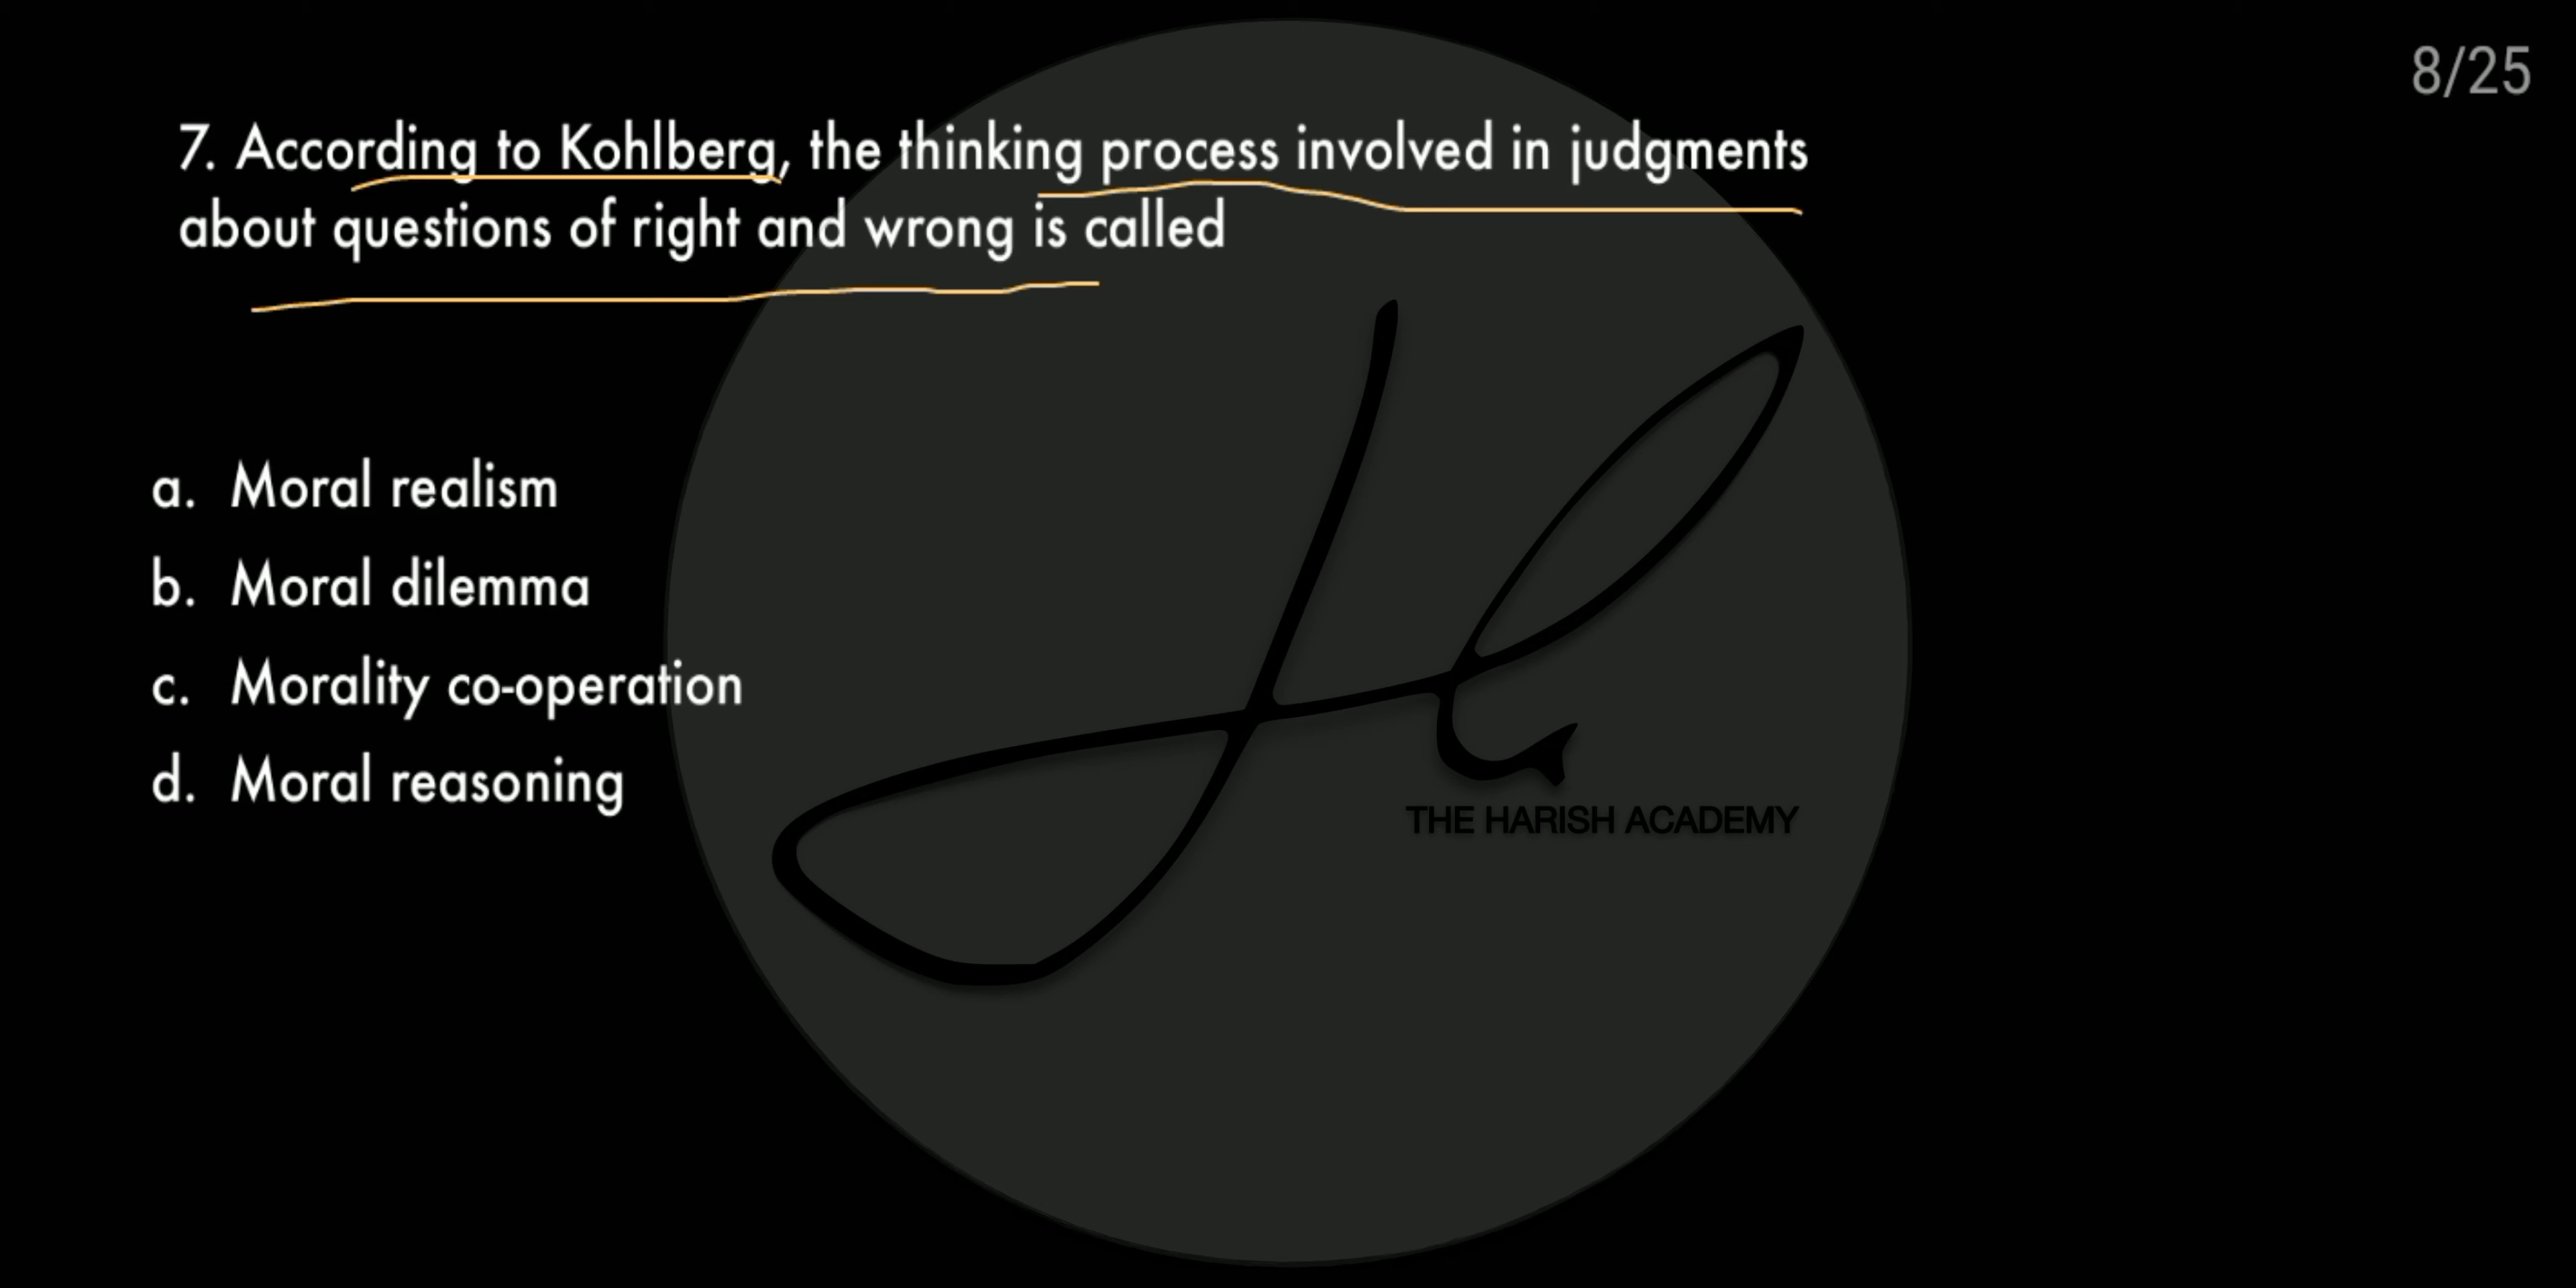 8/25
7. According to Kohlberg, the thinking process involved in judgments
about questions of right and wrong is called
a. Moral realism
b. Moral dilemma
c. Morality co-operation
d. Moral reasoning
THE HARISH ACADEMY